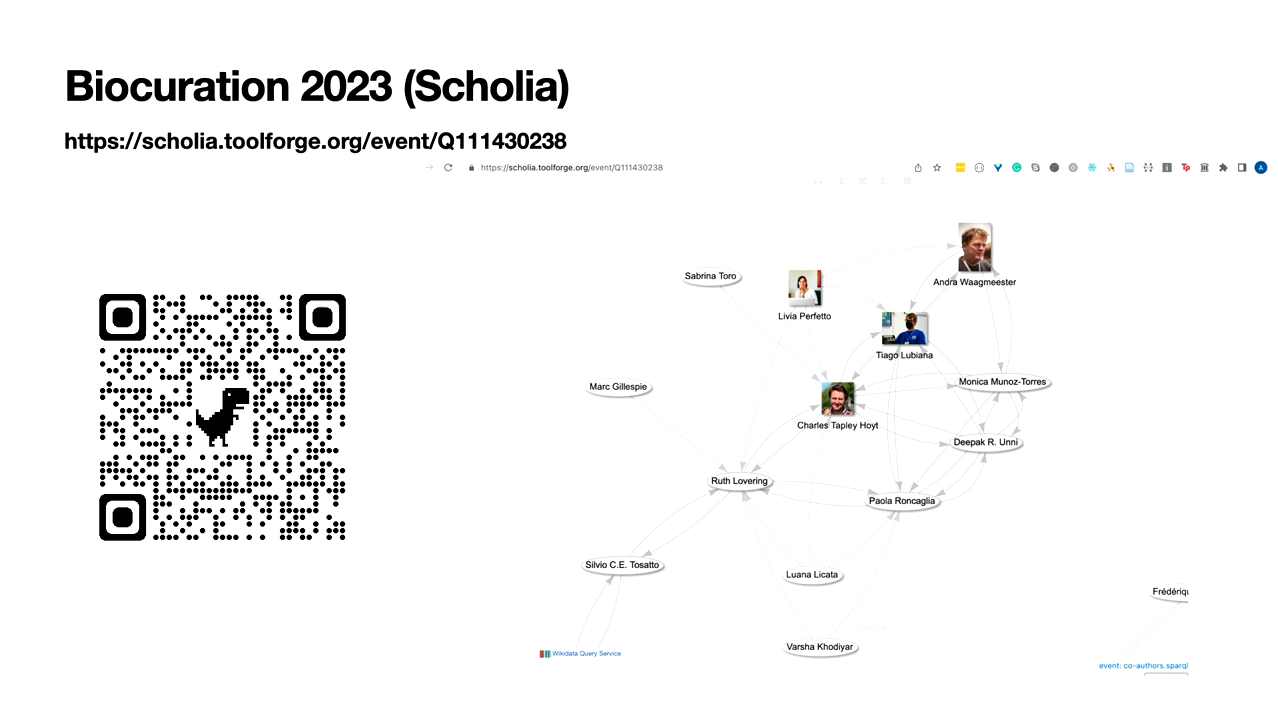 Biocuration 2023 (Scholia)
https://scholia.toolforge.org/event/Q111430238
https://scholia.toolforge.org/event/Q111430238
A
Andra Waagmeester
Sabrina Toro
Livia Perfetto
Tiago Lubiana
Monica Munoz-Torres
Marc Gillespie
Charles Tapley Hoyt
Deepak R. Unni
Ruth Lovering
Paola Roncaglia
Silvio C.E. Tosatto
Luana Licata
Frédériqu
Varsha Khodiyar
Wikidata Query Service
event: co-authors.sparql